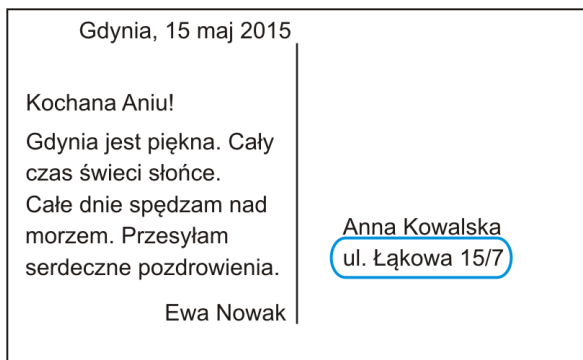 Gdynia, 15 maj 2015
Kochana Aniu!
Gdynia jest piękna. Cały
czas świeci słońce.
Całe dnie spędzam nad
morzem. Przesyłam
serdeczne pozdrowienia.
Ewa Nowak
Anna Kowalska
ul. Łąkowa 15/7